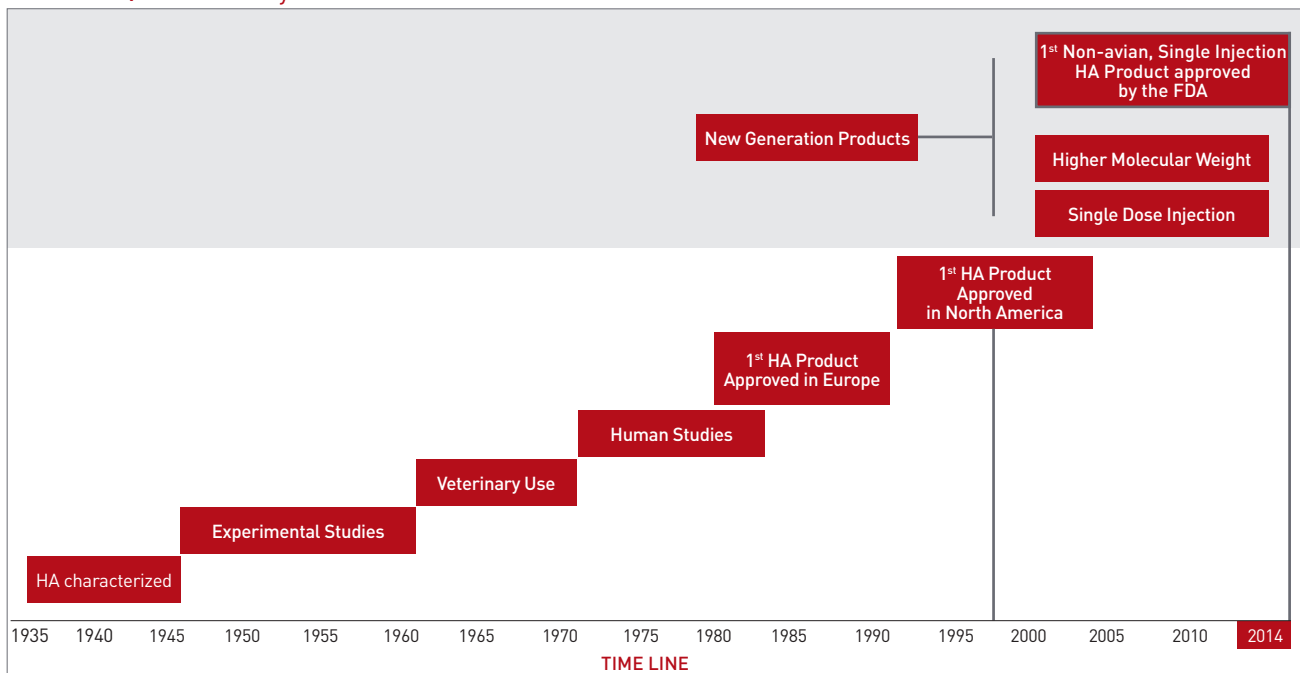 1st Non-avian, Single Injection
HA Product approved
by the FDA
New Generation Products
Higher Molecular Weight
Single Dose Injection
1st HA Product
Approved
in North America
1st HA Product
Approved in Europe
Human Studies
Veterinary Use
Experimental Studies
HA characterized
1935 1940 1945 1950 1955 1960 1965 1970 1975 1980 1985 1990 1995 2000 2005 2010 2014
TIME LINE